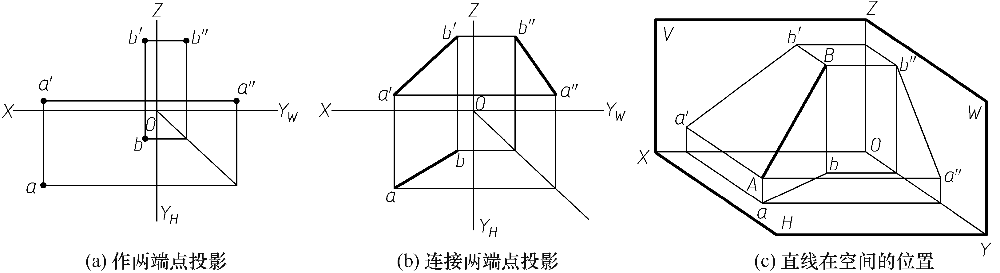 Z
b′ b″
a′ a″
X O Y_W
b
a
Y_H
(a) 作两端点投影
Z
b′ b″
a′ a″
X O Y_W
b
a
Y_H
(b) 连接两端点投影
Z
V
b′ B b″
W
a′
X O
b
A a″
a H
Y
(c) 直线在空间的位置